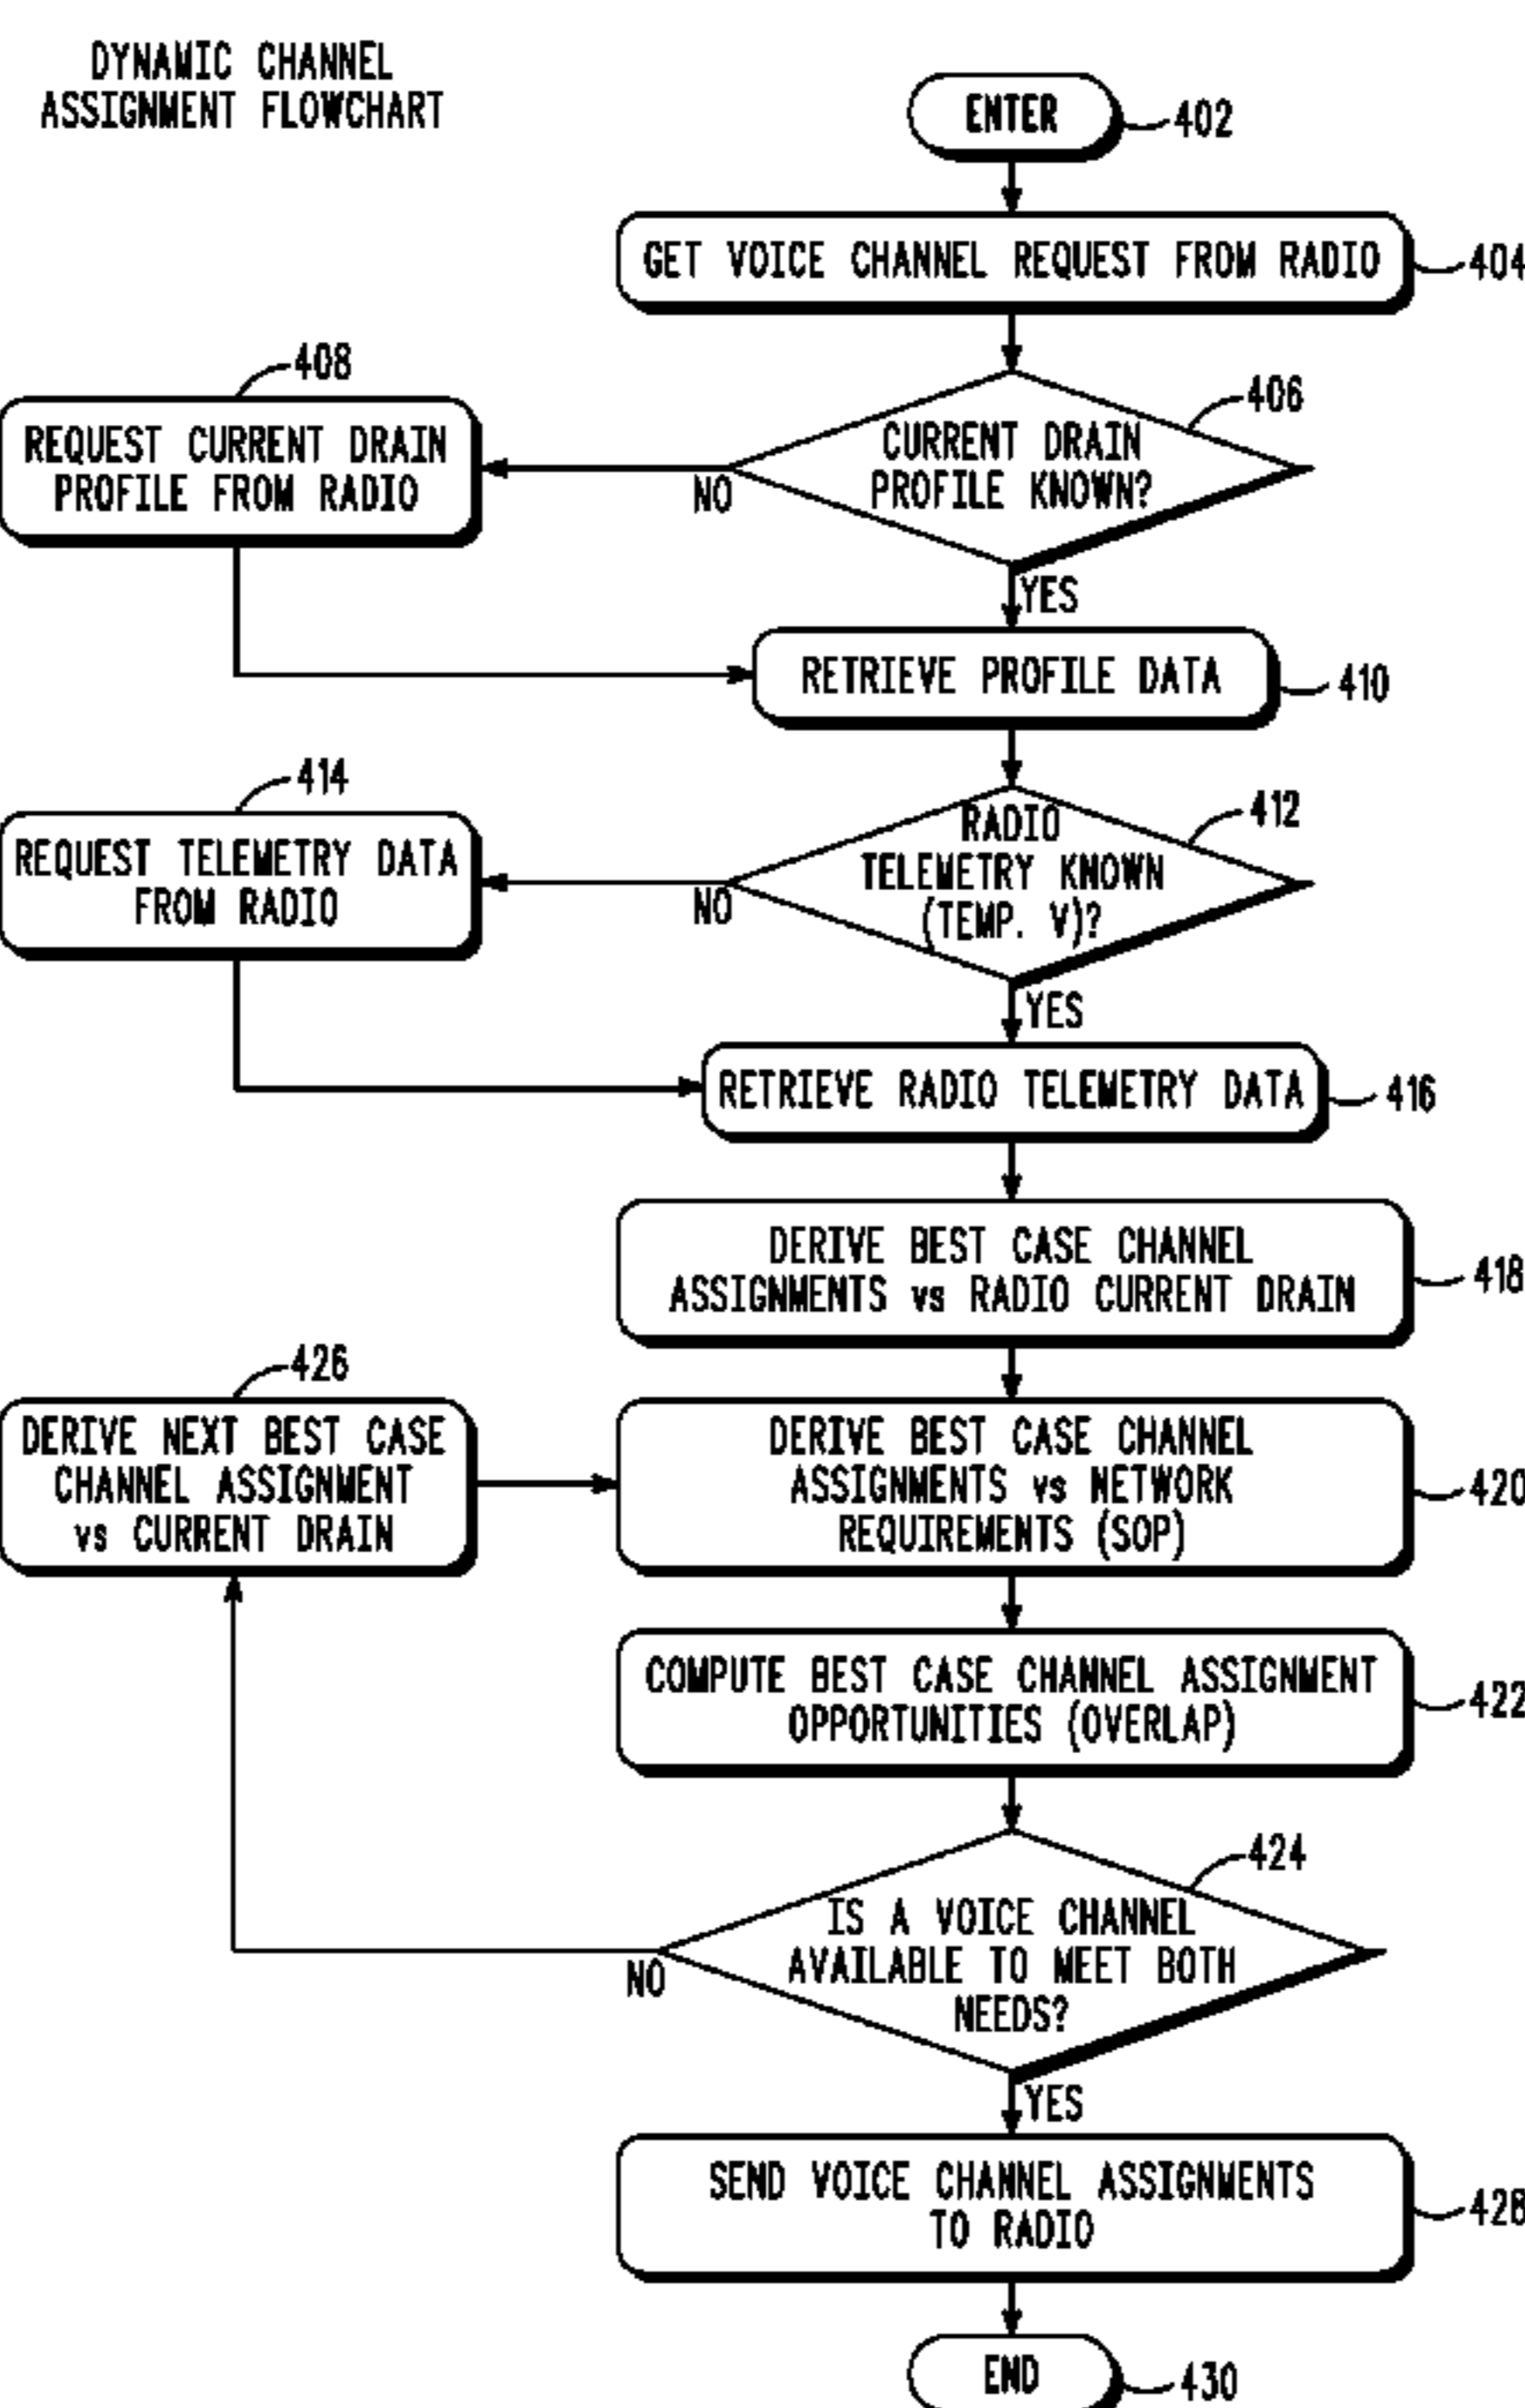 DYNAMIC CHANNEL
ASSIGNMENT FLOWCHART
ENTER
402
GET VOICE CHANNEL REQUEST FROM RADIO
404
408
406
REQUEST CURRENT DRAIN
PROFILE FROM RADIO
CURRENT DRAIN
PROFILE KNOWN?
NO
YES
RETRIEVE PROFILE DATA
410
414
412
REQUEST TELEMETRY DATA
FROM RADIO
RADIO
TELEMETRY KNOWN
(TEMP. V)?
NO
YES
RETRIEVE RADIO TELEMETRY DATA
416
DERIVE BEST CASE CHANNEL
ASSIGNMENTS vs RADIO CURRENT DRAIN
418
426
DERIVE NEXT BEST CASE
CHANNEL ASSIGNMENT
vs CURRENT DRAIN
DERIVE BEST CASE CHANNEL
ASSIGNMENTS vs NETWORK
REQUIREMENTS (SOP)
420
COMPUTE BEST CASE CHANNEL ASSIGNMENT
OPPORTUNITIES (OVERLAP)
422
424
IS A VOICE CHANNEL
AVAILABLE TO MEET BOTH
NEEDS?
NO
YES
SEND VOICE CHANNEL ASSIGNMENTS
TO RADIO
428
END
430